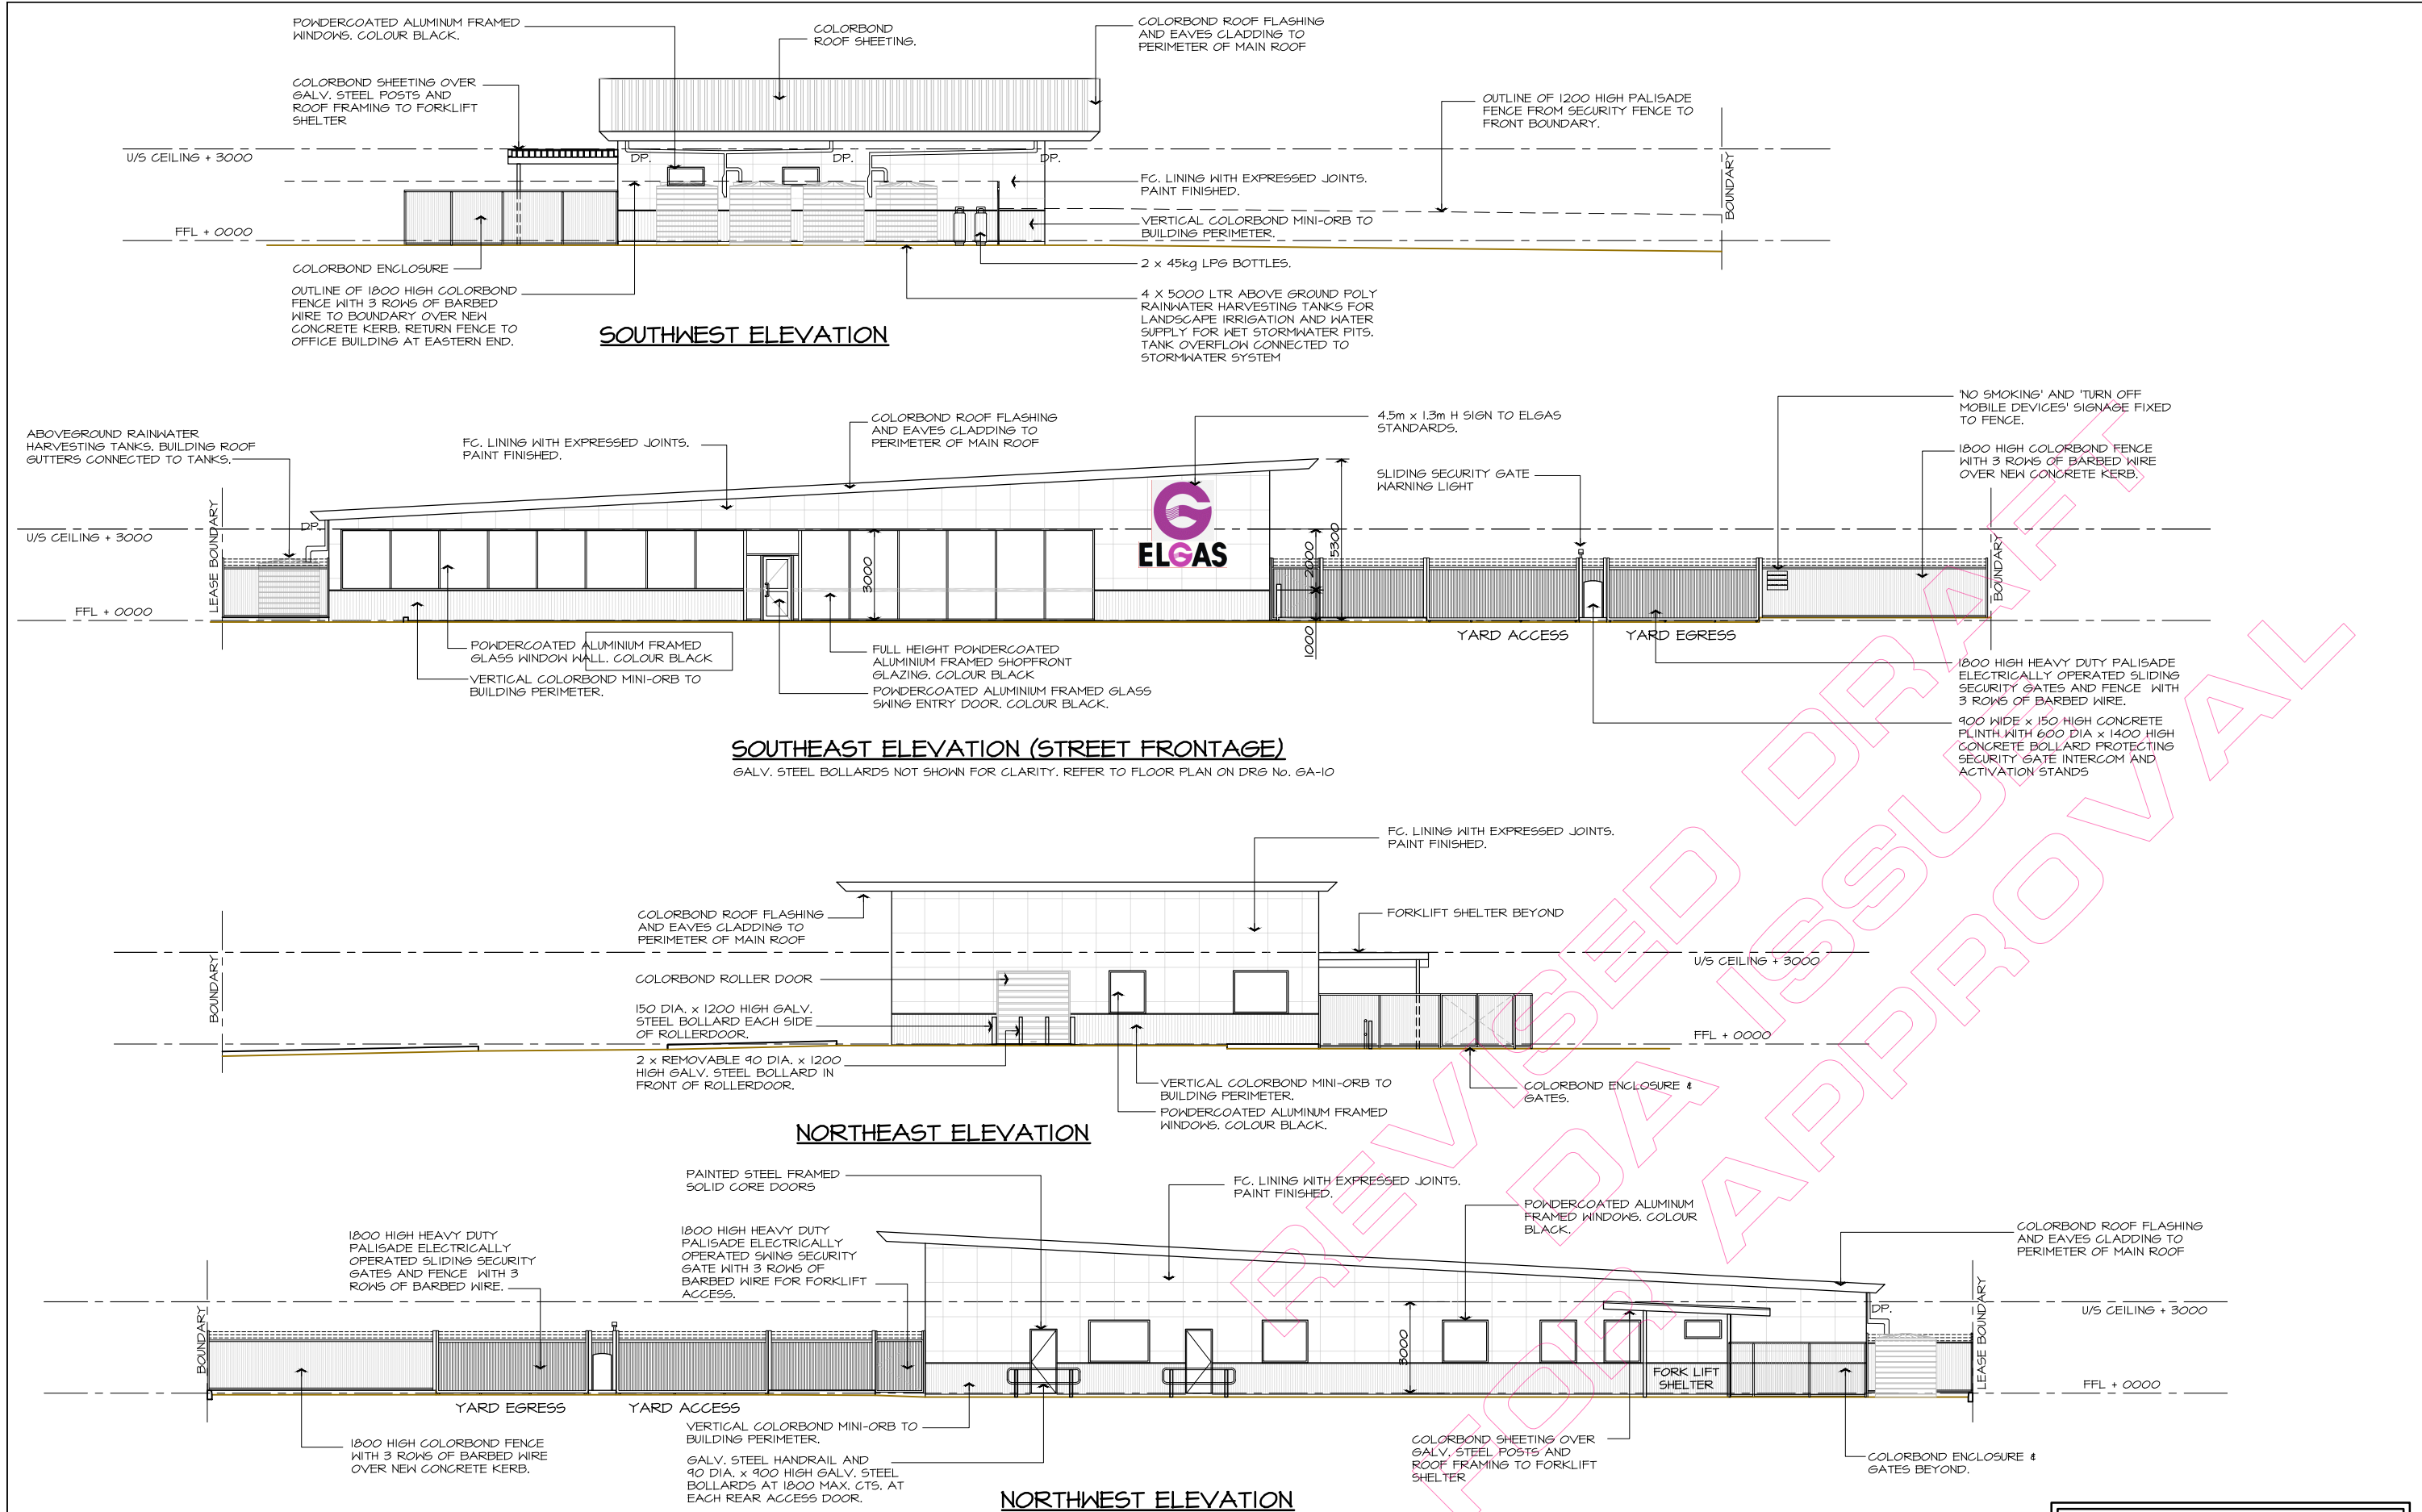 POWDERCOATED ALUMINUM FRAMED
WINDOWS. COLOUR BLACK.
COLORBOND
ROOF SHEETING.
COLORBOND ROOF FLASHING
AND EAVES CLADDING TO
PERIMETER OF MAIN ROOF
COLORBOND SHEETING OVER
GALV. STEEL POSTS AND
ROOF FRAMING TO FORKLIFT
SHELTER
OUTLINE OF 1200 HIGH PALISADE
FENCE FROM SECURITY FENCE TO
FRONT BOUNDARY.
U/S CEILING + 3000
DP.
DP.
DP.
BOUNDARY
FC. LINING WITH EXPRESSED JOINTS.
PAINT FINISHED.
VERTICAL COLORBOND MINI-ORB TO
BUILDING PERIMETER.
FFL + 0000
COLORBOND ENCLOSURE
2 x 45kg LPG BOTTLES.
OUTLINE OF 1800 HIGH COLORBOND
FENCE WITH 3 ROWS OF BARBED
WIRE TO BOUNDARY OVER NEW
CONCRETE KERB. RETURN FENCE TO
OFFICE BUILDING AT EASTERN END.
4 X 5000 LTR ABOVE GROUND POLY
RAINWATER HARVESTING TANKS FOR
LANDSCAPE IRRIGATION AND WATER
SUPPLY FOR WET STORMWATER PITS.
TANK OVERFLOW CONNECTED TO
STORMWATER SYSTEM
SOUTHWEST ELEVATION
ABOVEGROUND RAINWATER
HARVESTING TANKS. BUILDING ROOF
GUTTERS CONNECTED TO TANKS.
FC. LINING WITH EXPRESSED JOINTS.
PAINT FINISHED.
COLORBOND ROOF FLASHING
AND EAVES CLADDING TO
PERIMETER OF MAIN ROOF
4.5m x 1.3m H SIGN TO ELGAS
STANDARDS.
'NO SMOKING' AND 'TURN OFF
MOBILE DEVICES' SIGNAGE FIXED
TO FENCE.
SLIDING SECURITY GATE
WARNING LIGHT
1800 HIGH COLORBOND FENCE
WITH 3 ROWS OF BARBED WIRE
OVER NEW CONCRETE KERB.
LEASE BOUNDARY
DP.
U/S CEILING + 3000
ELGAS
3000
2000
5300
1000
BOUNDARY
FFL + 0000
YARD ACCESS
YARD EGRESS
POWDERCOATED ALUMINIUM FRAMED
GLASS WINDOW WALL. COLOUR BLACK
VERTICAL COLORBOND MINI-ORB TO
BUILDING PERIMETER.
FULL HEIGHT POWDERCOATED
ALUMINIUM FRAMED SHOPFRONT
GLAZING. COLOUR BLACK
POWDERCOATED ALUMINIUM FRAMED GLASS
SWING ENTRY DOOR. COLOUR BLACK.
1800 HIGH HEAVY DUTY PALISADE
ELECTRICALLY OPERATED SLIDING
SECURITY GATES AND FENCE WITH
3 ROWS OF BARBED WIRE.
900 WIDE x 150 HIGH CONCRETE
PLINTH WITH 600 DIA x 1400 HIGH
CONCRETE BOLLARD PROTECTING
SECURITY GATE INTERCOM AND
ACTIVATION STANDS
SOUTHEAST ELEVATION (STREET FRONTAGE)
GALV. STEEL BOLLARDS NOT SHOWN FOR CLARITY. REFER TO FLOOR PLAN ON DRG No. GA-10
FC. LINING WITH EXPRESSED JOINTS.
PAINT FINISHED.
COLORBOND ROOF FLASHING
AND EAVES CLADDING TO
PERIMETER OF MAIN ROOF
FORKLIFT SHELTER BEYOND
U/S CEILING + 3000
BOUNDARY
COLORBOND ROLLER DOOR
150 DIA. x 1200 HIGH GALV.
STEEL BOLLARD EACH SIDE
OF ROLLERDOOR.
2 x REMOVABLE 90 DIA. x 1200
HIGH GALV. STEEL BOLLARD IN
FRONT OF ROLLERDOOR.
FFL + 0000
VERTICAL COLORBOND MINI-ORB TO
BUILDING PERIMETER.
POWDERCOATED ALUMINUM FRAMED
WINDOWS. COLOUR BLACK.
COLORBOND ENCLOSURE &
GATES.
NORTHEAST ELEVATION
REVISED DRAFT
DA ISSUE
FOR APPROVAL
PAINTED STEEL FRAMED
SOLID CORE DOORS
FC. LINING WITH EXPRESSED JOINTS.
PAINT FINISHED.
POWDERCOATED ALUMINUM
FRAMED WINDOWS. COLOUR
BLACK.
COLORBOND ROOF FLASHING
AND EAVES CLADDING TO
PERIMETER OF MAIN ROOF
1800 HIGH HEAVY DUTY
PALISADE ELECTRICALLY
OPERATED SLIDING SECURITY
GATES AND FENCE WITH 3
ROWS OF BARBED WIRE.
1800 HIGH HEAVY DUTY
PALISADE ELECTRICALLY
OPERATED SWING SECURITY
GATE WITH 3 ROWS OF
BARBED WIRE FOR FORKLIFT
ACCESS.
BOUNDARY
3000
DP.
LEASE BOUNDARY
U/S CEILING + 3000
FORK LIFT
SHELTER
FFL + 0000
YARD EGRESS
YARD ACCESS
1800 HIGH COLORBOND FENCE
WITH 3 ROWS OF BARBED WIRE
OVER NEW CONCRETE KERB.
VERTICAL COLORBOND MINI-ORB TO
BUILDING PERIMETER.
GALV. STEEL HANDRAIL AND
90 DIA. x 900 HIGH GALV. STEEL
BOLLARDS AT 1800 MAX. CTS. AT
EACH REAR ACCESS DOOR.
COLORBOND SHEETING OVER
GALV. STEEL POSTS AND
ROOF FRAMING TO FORKLIFT
SHELTER
COLORBOND ENCLOSURE &
GATES BEYOND.
NORTHWEST ELEVATION